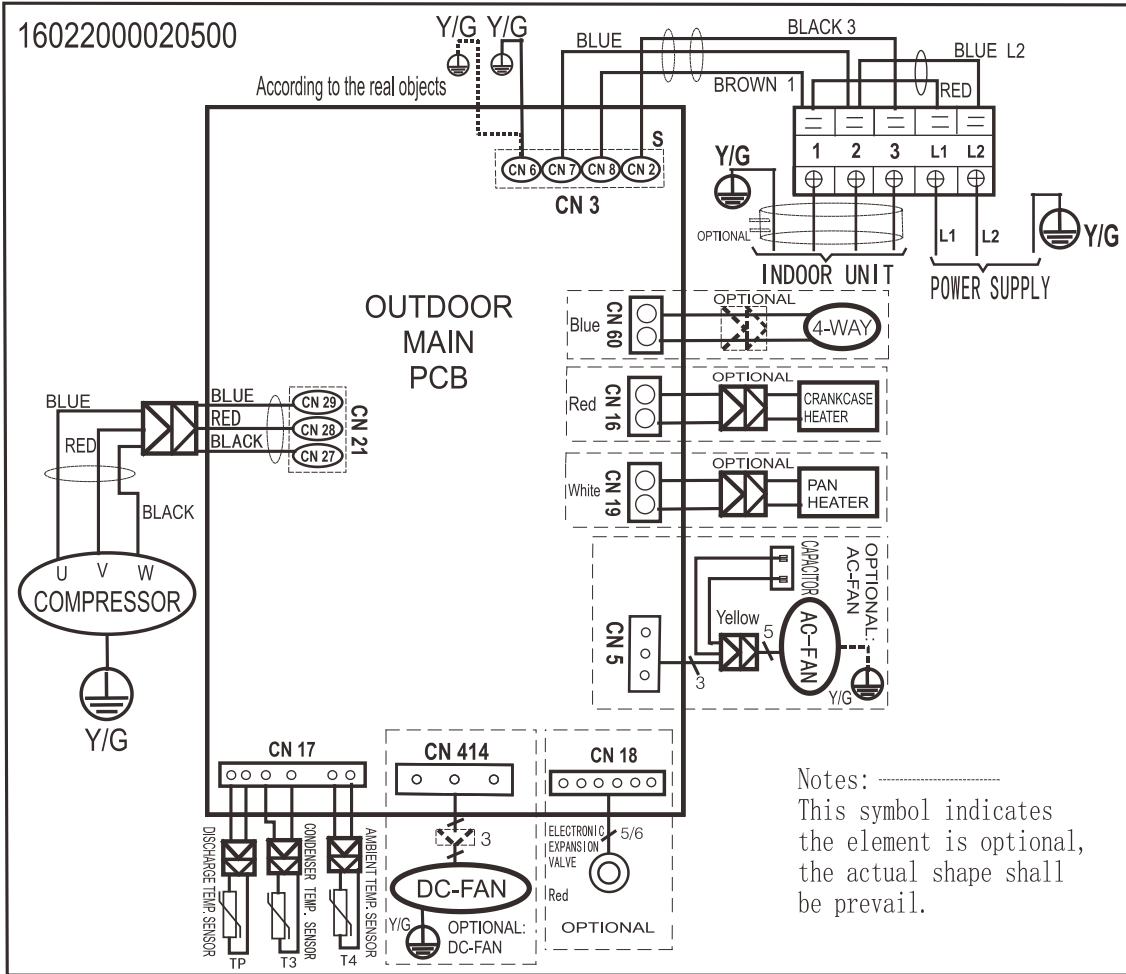 16022000020500
According to the real objects
Y/G Y/G
BLUE
BLACK 3
BROWN 1
BLUE L2
RED
S
CN 6 CN 7 CN 8 CN 2
CN 3
1 2 3 L1 L2
Y/G
OPTIONAL
L1 L2
Y/G
INDOOR UNIT
POWER SUPPLY
OUTDOOR
MAIN
PCB
Blue
CN 60
OPTIONAL
4-WAY
Red
CN 16
OPTIONAL
CRANKCASE
HEATER
White
CN 19
OPTIONAL
PAN
HEATER
BLUE
RED
BLACK
BLUE
RED
BLACK
CN 29
CN 28
CN 27
CN 21
U V W
COMPRESSOR
Y/G
CN 5
3
Yellow
5
CAPACITOR
AC-FAN
OPTIONAL:
AC-FAN
Y/G
CN 17
DISCHARGE TEMP. SENSOR
CONDENSER TEMP. SENSOR
AMBIENT TEMP. SENSOR
TP T3 T4
CN 414
3
DC-FAN
Y/G
OPTIONAL:
DC-FAN
CN 18
5/6
ELECTRONIC
EXPANSION
VALVE
Red
OPTIONAL
Notes:
This symbol indicates
the element is optional,
the actual shape shall
be prevail.